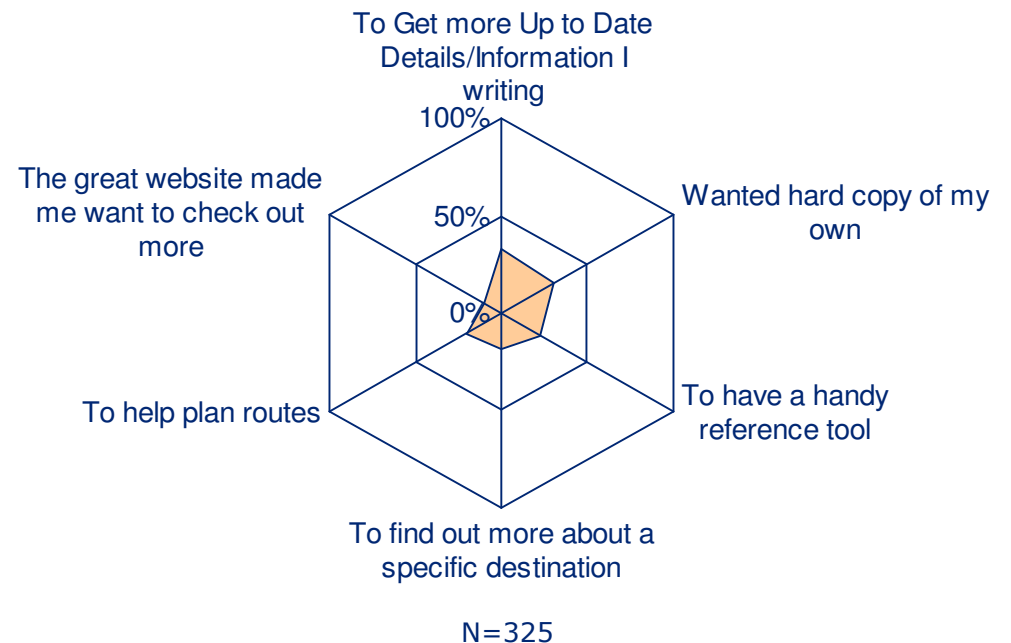 To Get more Up to Date
Details/Information I
writing
100%
The great website made
me want to check out
more
50%
Wanted hard copy of my
own
0%
To help plan routes
To have a handy
reference tool
To find out more about a
specific destination
N=325